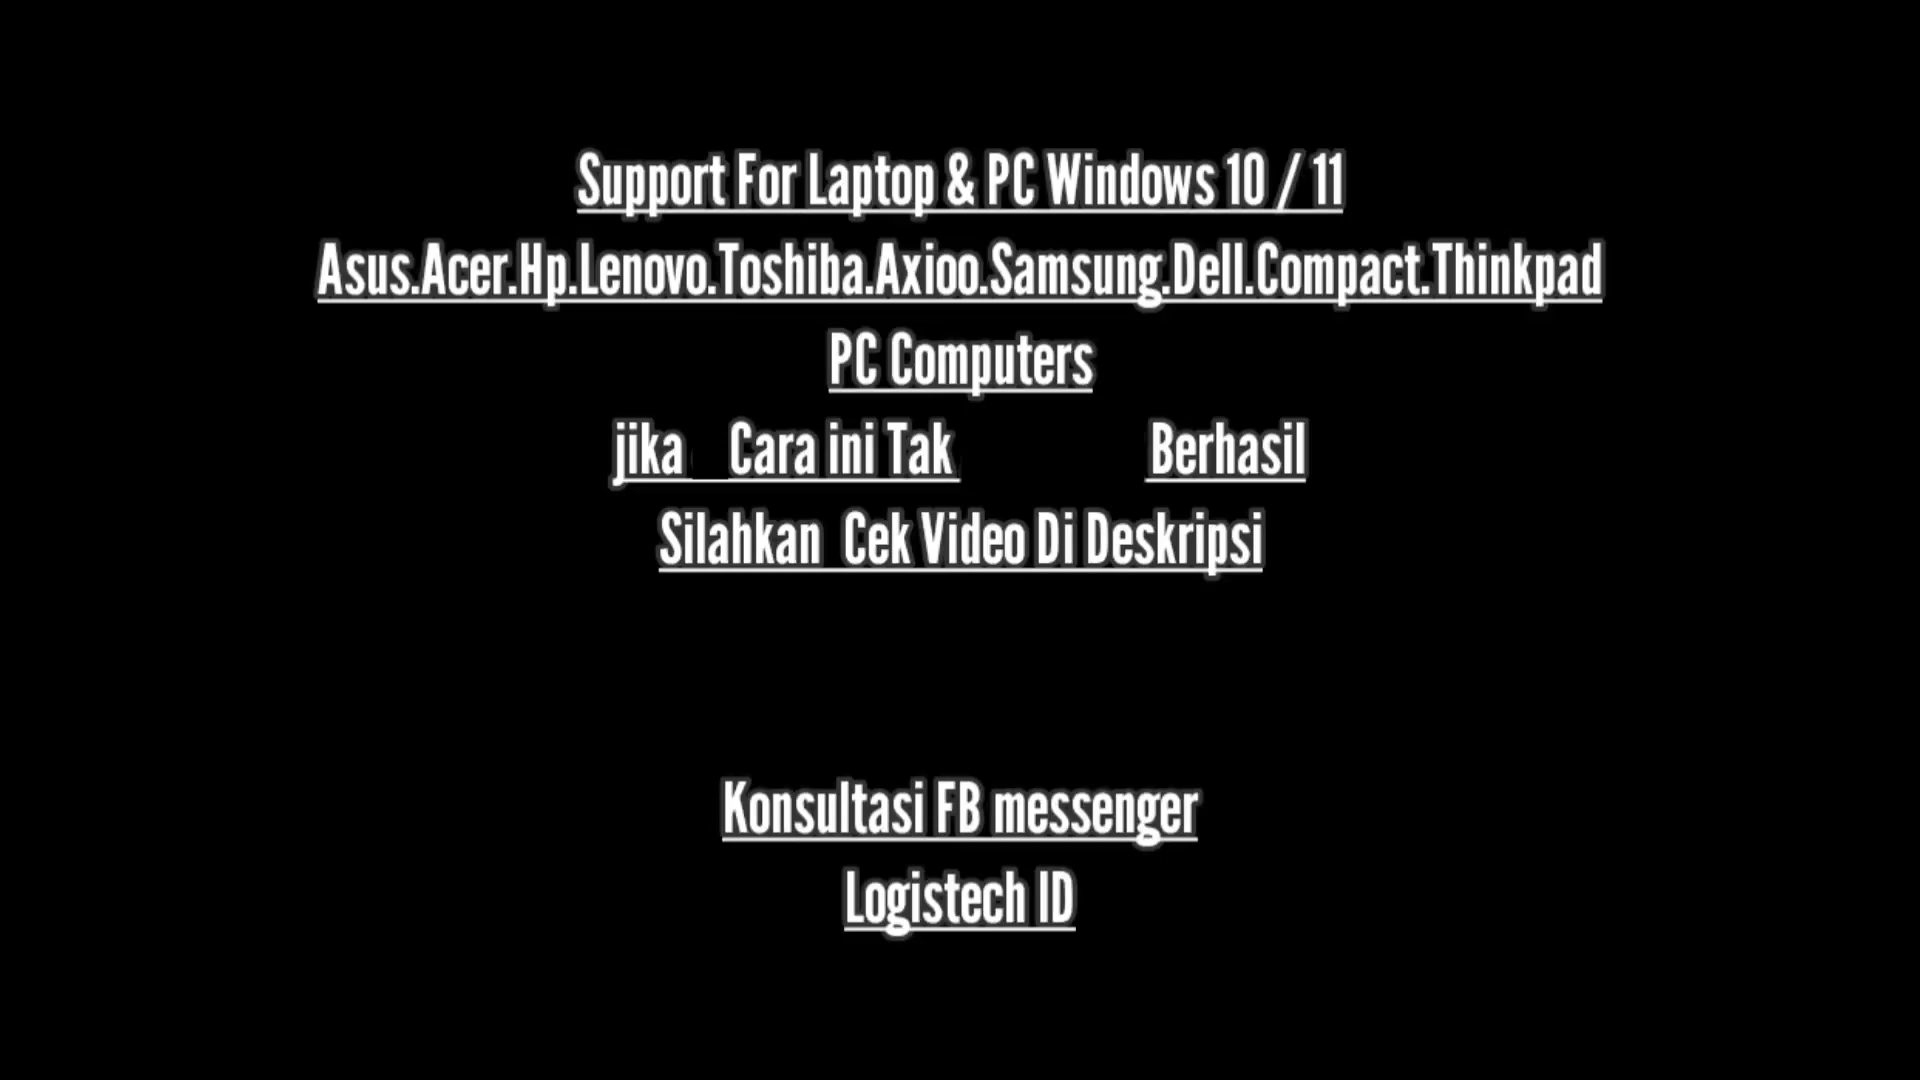 Support For Laptop & PC Windows 10 / 11
Asus.Acer.Hp.Lenovo.Toshiba.Axioo.Samsung.Dell.Compact.Thinkpad
PC Computers
jika Cara ini Tak Berhasil
Silahkan Cek Video Di Deskripsi
Konsultasi FB messenger
Logistech ID